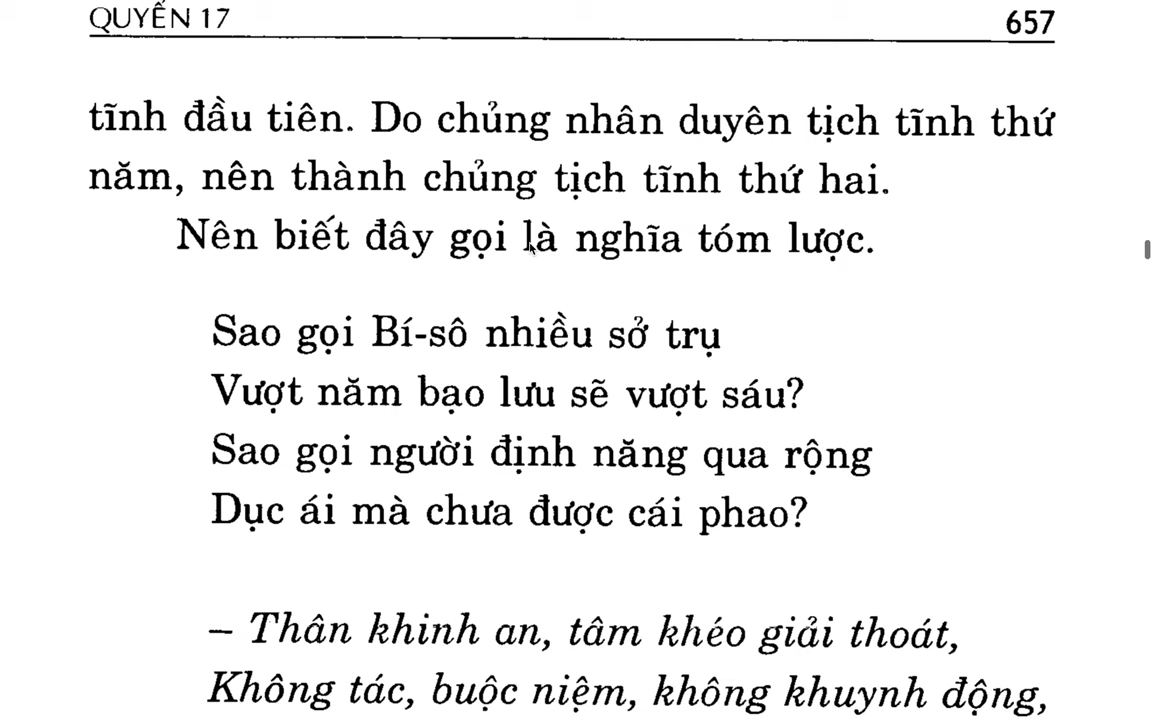 QUYỂN 17
657
tĩnh đầu tiên. Do chủng nhân duyên tịch tĩnh thứ
năm, nên thành chủng tịch tĩnh thứ hai.
Nên biết đây gọi là nghĩa tóm lược.
Sao gọi Bí-sô nhiều sở trụ
Vượt năm bạo lưu sẽ vượt sáu?
Sao gọi người định năng qua rộng
Dục ái mà chưa được cái phao?
– Thân khinh an, tâm khéo giải thoát,
Không tác, buộc niệm, không khuynh động,